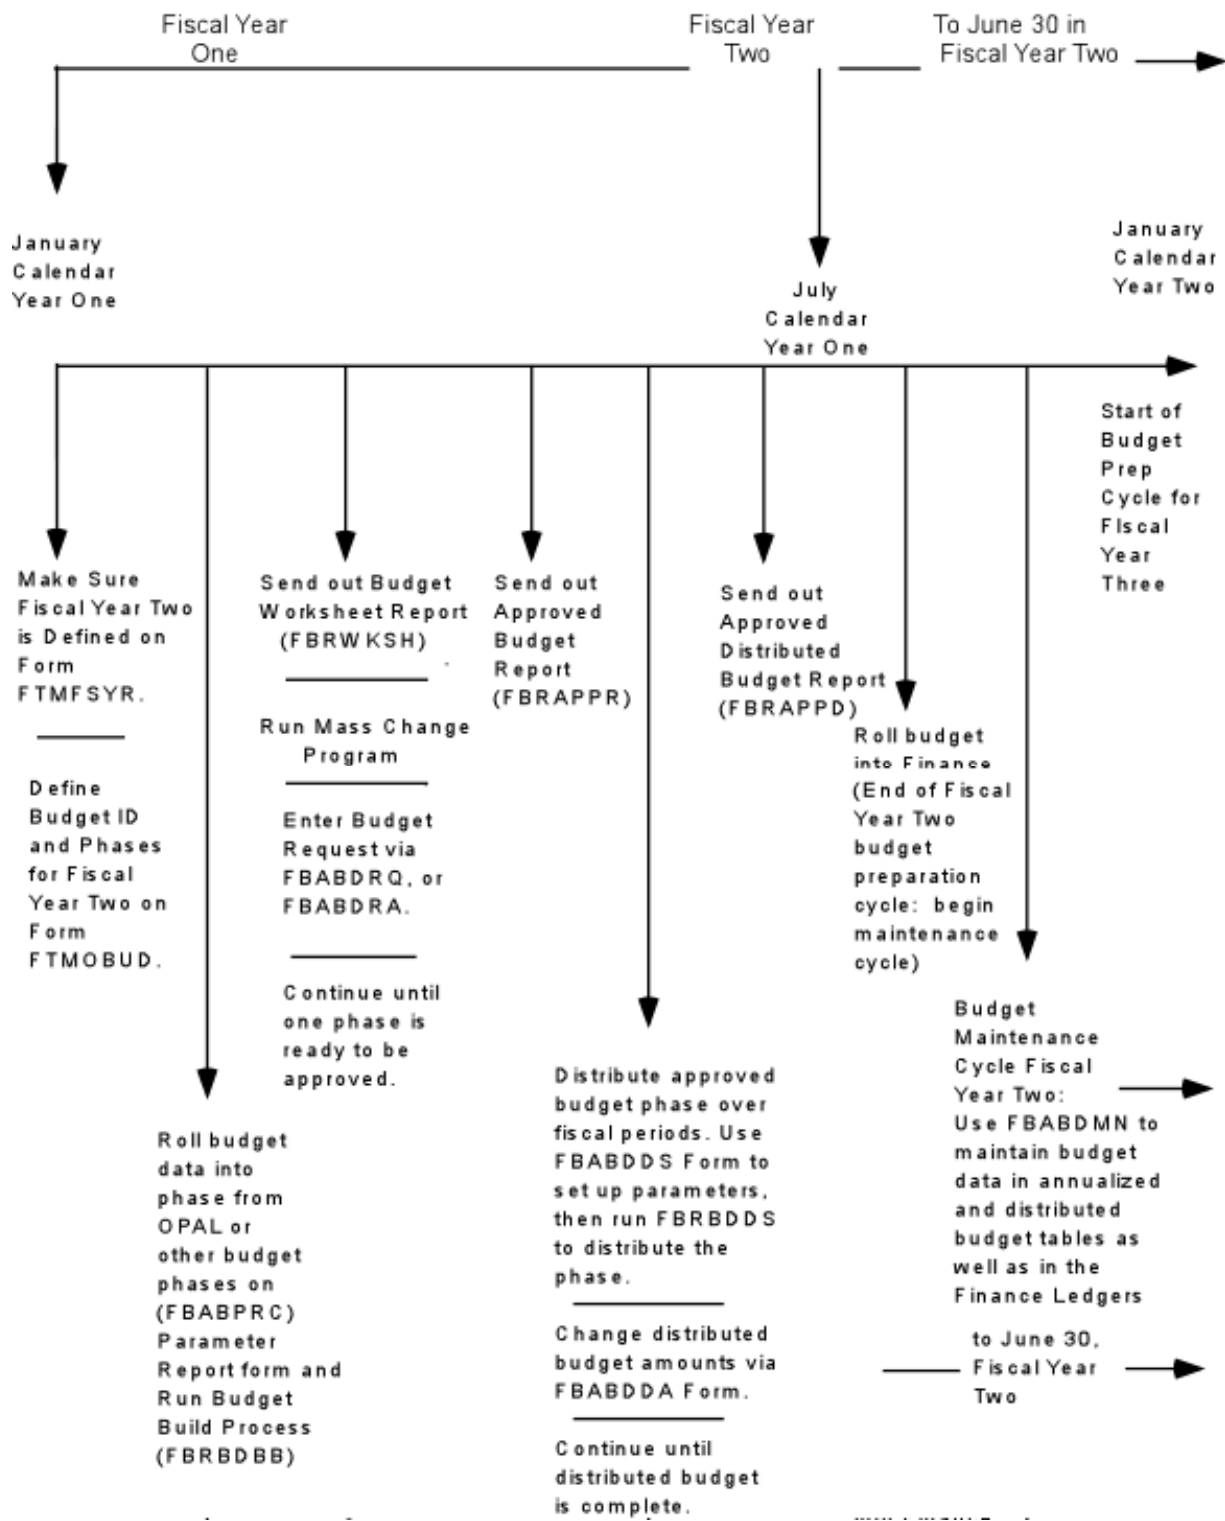 Fiscal Year
One
Fiscal Year
Two
To June 30 in
Fiscal Year Two
January
Calendar
Year One
July
Calendar
Year One
January
Calendar
Year Two
Start of
Budget
Prep
Cycle for
FIscal
Year
Three
Make Sure
Fiscal Year Two
is Defined on
Form
FTMFSYR.
Define
Budget ID
and Phases
for Fiscal
Year Two on
Form
FTMOBUD.
Roll budget
data into
phase from
OPAL or
other budget
phases on
(FBABPRC)
Parameter
Report form and
Run Budget
Build Process
(FBRBDBB)
Send out Budget
Worksheet Report
(FBRWKSH)
Run Mass Change
Program
Enter Budget
Request via
FBABDRQ, or
FBABDRA.
Continue until
one phase is
ready to be
approved.
Send out
Approved
Budget
Report
(FBRAPPR)
Distribute approved
budget phase over
fiscal periods. Use
FBABDDS Form to
set up parameters,
then run FBRBDDS
to distribute the
phase.
Change distributed
budget amounts via
FBABDDA Form.
Continue until
distributed budget
is complete.
Send out
Approved
Distributed
Budget Report
(FBRAPPD)
Roll budget
into Finance
(End of Fiscal
Year Two
budget
preparation
cycle: begin
maintenance
cycle)
Budget
Maintenance
Cycle Fiscal
Year Two:
Use FBABDMN to
maintain budget
data in annualized
and distributed
budget tables as
well as in the
Finance Ledgers
to June 30,
Fiscal Year
Two